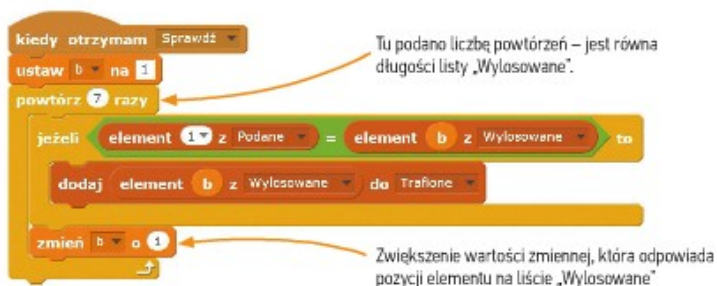 kiedy otrzymam Sprawdź
Tu podano liczbę powtórzeń – jest równa
długości listy „Wylosowane”.
ustaw b na 1
powtórz 7 razy
jeżeli element 1 z Podane = element b z Wylosowane to
dodaj element b z Wylosowane do Trafione
zmień b o 1
Zwiększenie wartości zmiennej, która odpowiada
pozycji elementu na liście „Wylosowane”